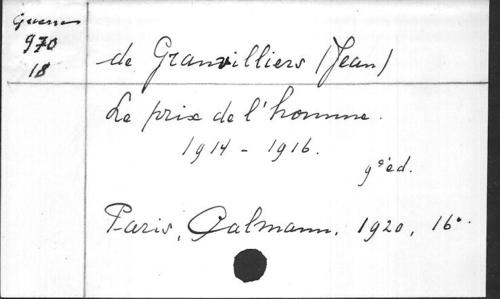 Guerre
970
18
de Granvilliers (Jean)
Le prix de l'homme.
1914 - 1916.
9e éd.
Paris, Calmann, 1920, 16°.